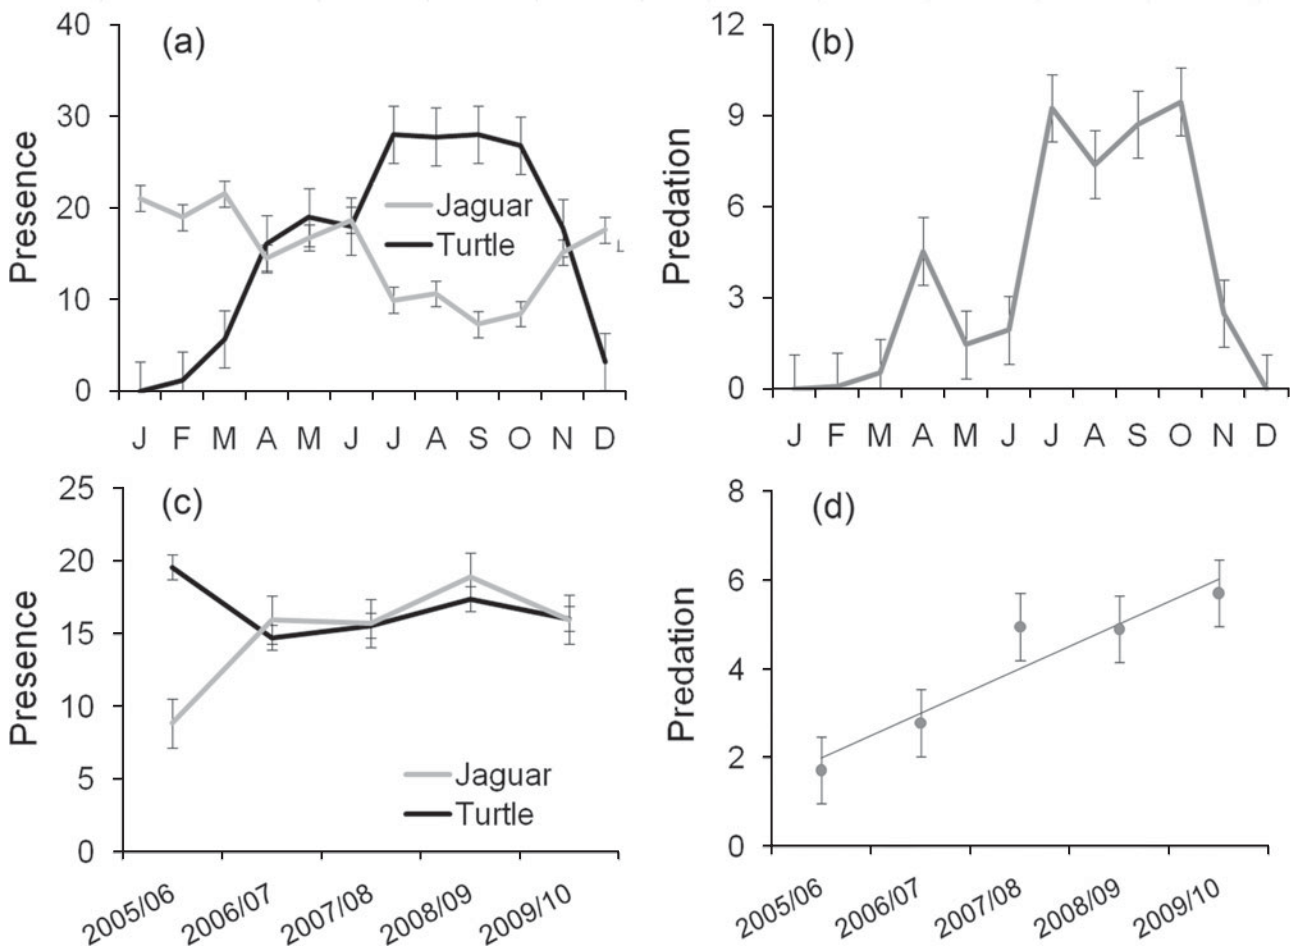 (a)
Presence
40
30
20
10
0
Jaguar
Turtle
J F M A M J J A S O N D
(b)
Predation
12
9
6
3
0
J F M A M J J A S O N D
(c)
Presence
25
20
15
10
5
0
Jaguar
Turtle
2005/06 2006/07 2007/08 2008/09 2009/10
(d)
Predation
8
6
4
2
0
2005/06 2006/07 2007/08 2008/09 2009/10